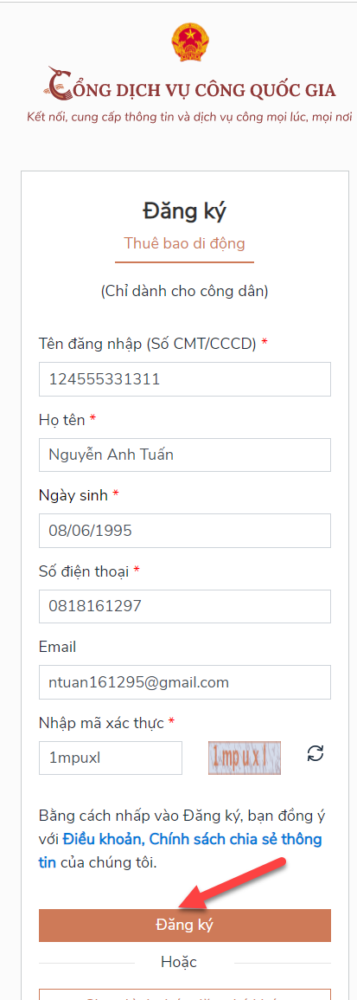 CỔNG DỊCH VỤ CÔNG QUỐC GIA
Kết nối, cung cấp thông tin và dịch vụ công mọi lúc, mọi nơi
Đăng ký
Thuê bao di động
(Chỉ dành cho công dân)
Tên đăng nhập (Số CMT/CCCD) *
124555331311
Họ tên *
Nguyễn Anh Tuấn
Ngày sinh *
08/06/1995
Số điện thoại *
0818161297
Email
ntuan161295@gmail.com
Nhập mã xác thực *
1mpuxl 1mpuxl
Bằng cách nhấp vào Đăng ký, bạn đồng ý
với Điều khoản, Chính sách chia sẻ thông
tin của chúng tôi.
Đăng ký
Hoặc